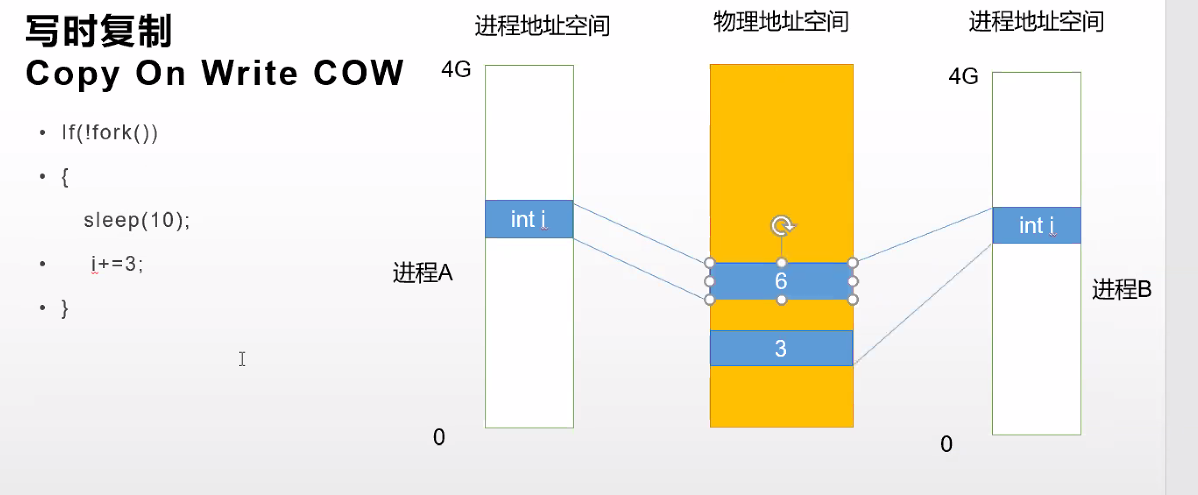 写时复制
Copy On Write COW
• If(!fork())
• {
sleep(10);
• i+=3;
• }
进程地址空间
4G
int i
进程A
0
物理地址空间
6
3
进程地址空间
4G
int i
进程B
0